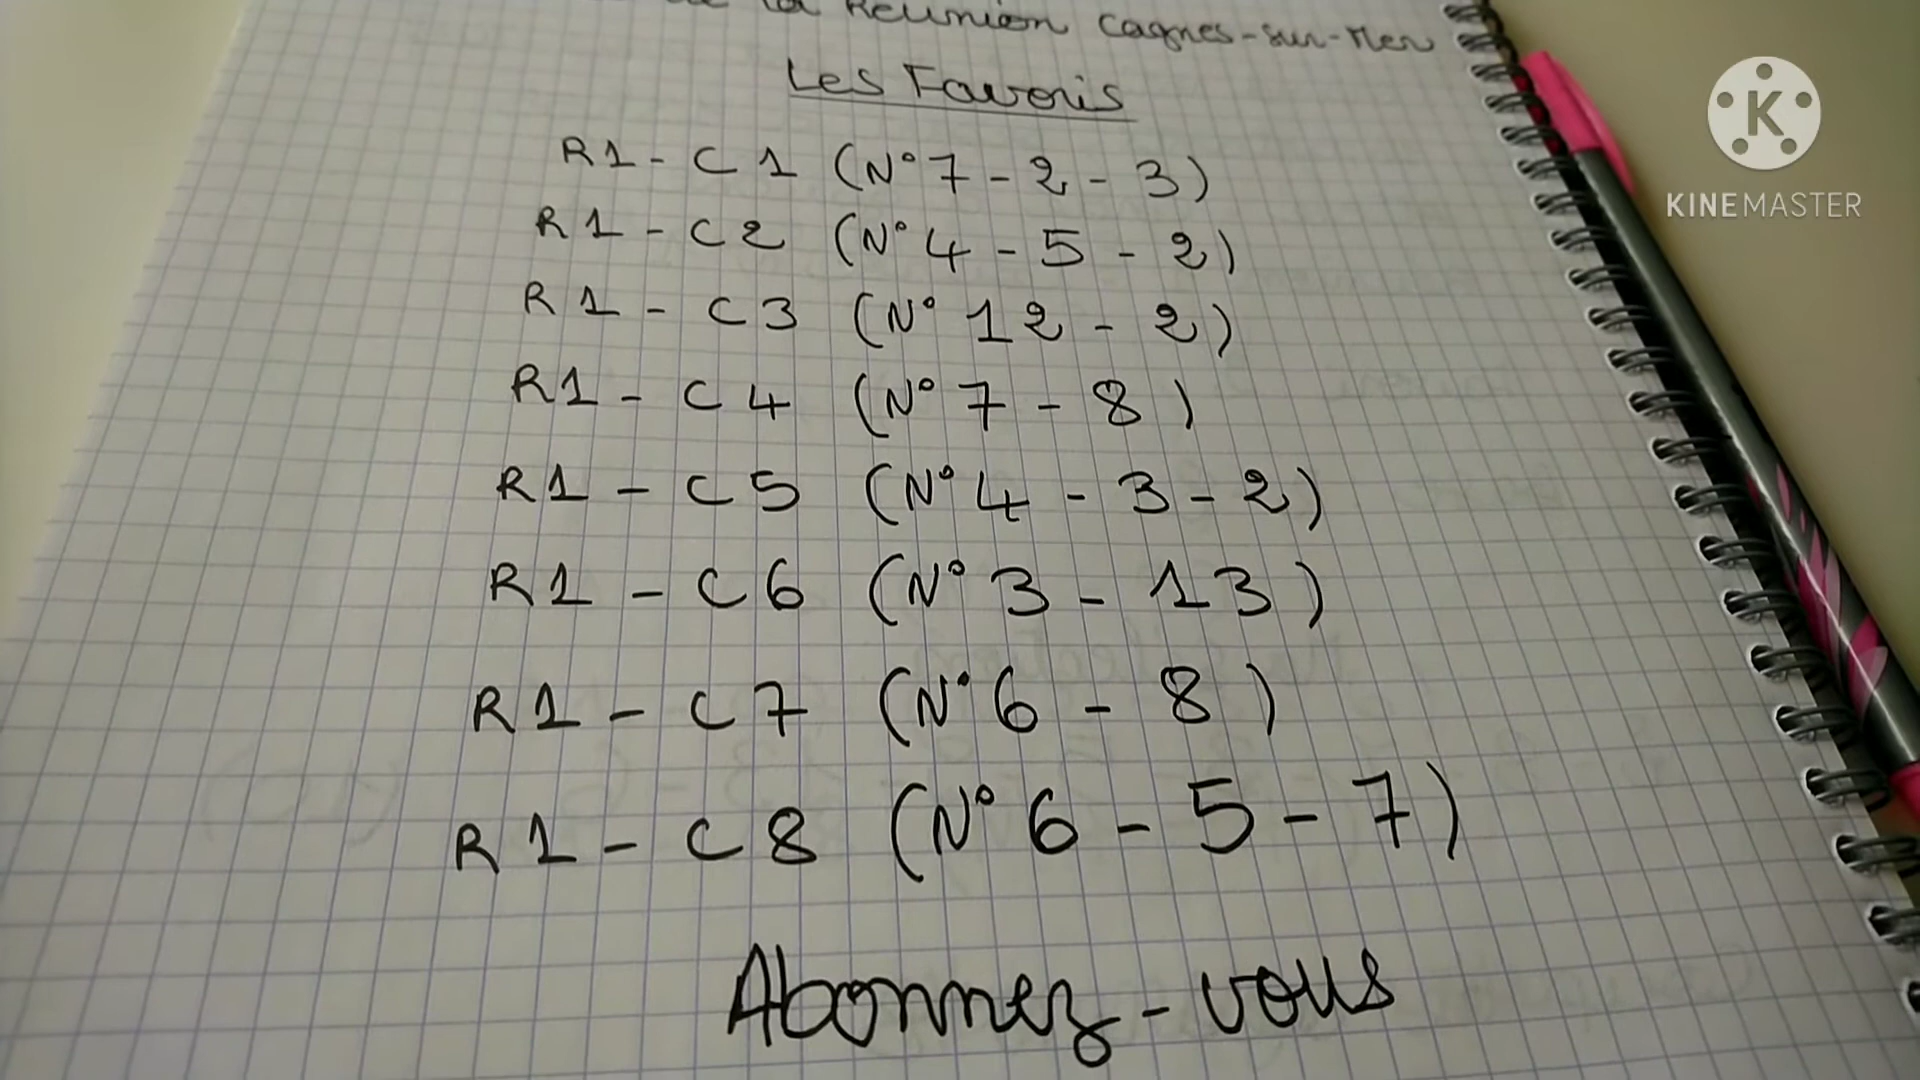 de la Réunion Cagnes-sur-Mer
Les Favoris
R1 - C1 (N° 7 - 2 - 3)
R1 - C2 (N° 4 - 5 - 2)
R1 - C3 (N° 12 - 2)
R1 - C4 (N° 7 - 8)
R1 - C5 (N° 4 - 3 - 2)
R1 - C6 (N° 3 - 13)
R1 - C7 (N° 6 - 8)
R1 - C8 (N° 6 - 5 - 7)
Abonnez-vous
K
KINEMASTER